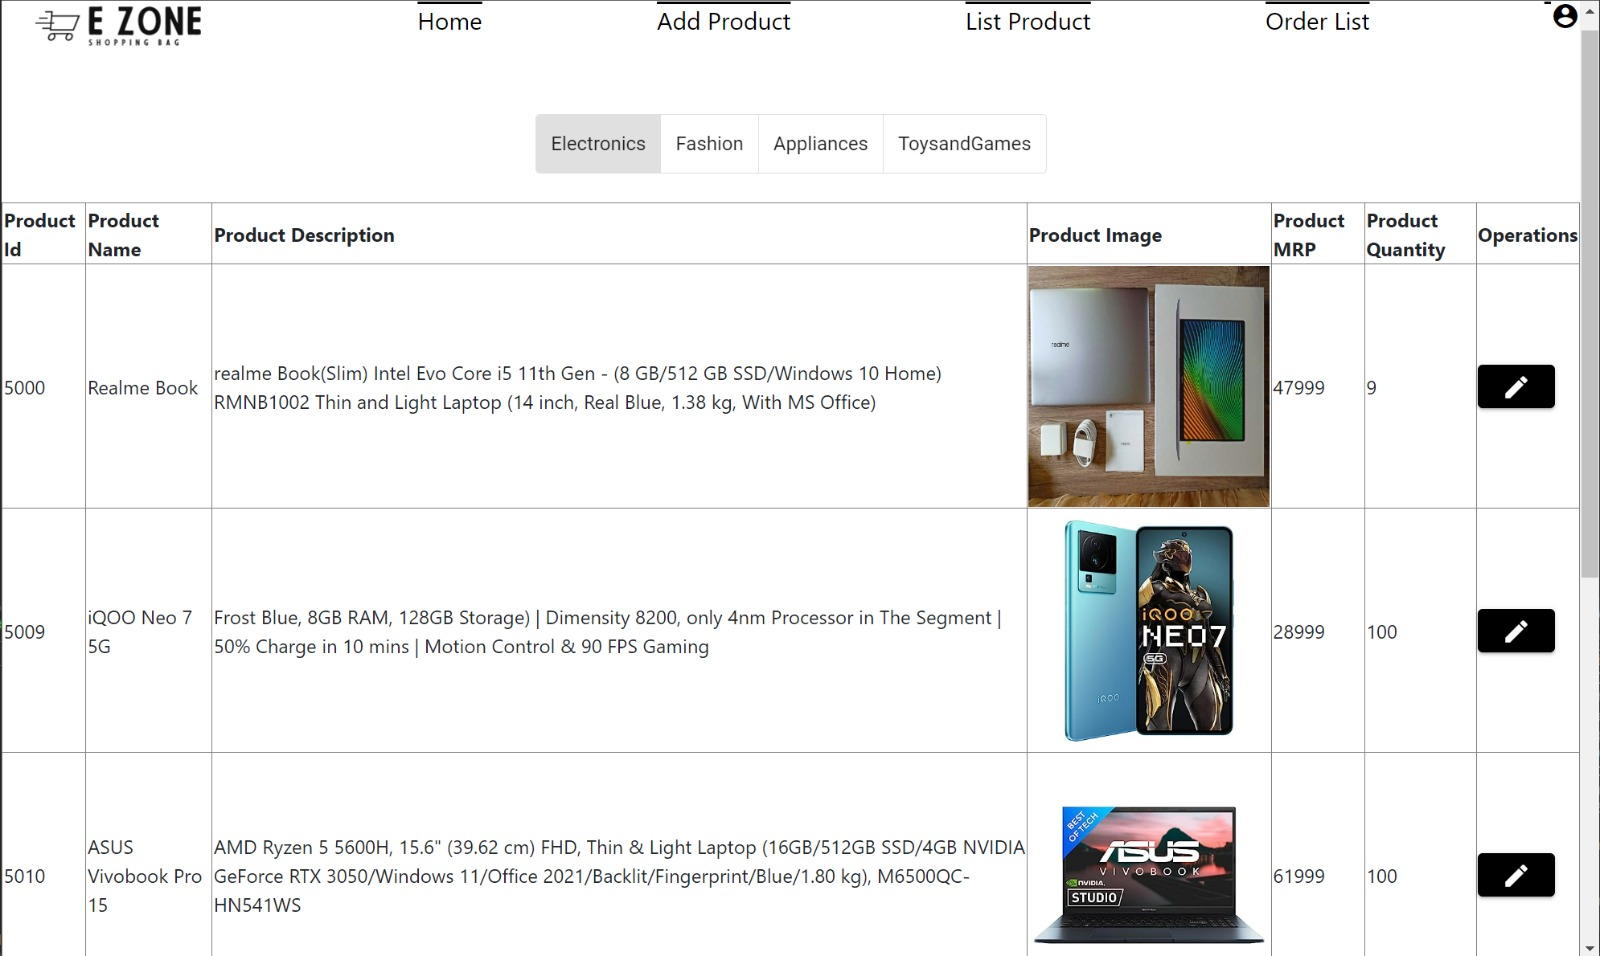 E ZONE
SHOPPING BAG
Home
Add Product
List Product
Order List
Electronics
Fashion
Appliances
ToysandGames
Product
Id
Product
Name
Product Description
Product Image
Product
MRP
Product
Quantity
Operations
5000
Realme Book
realme Book(Slim) Intel Evo Core i5 11th Gen - (8 GB/512 GB SSD/Windows 10 Home)
RMNB1002 Thin and Light Laptop (14 inch, Real Blue, 1.38 kg, With MS Office)
realme
47999
9
5009
iQOO Neo 7
5G
Frost Blue, 8GB RAM, 128GB Storage) | Dimensity 8200, only 4nm Processor in The Segment |
50% Charge in 10 mins | Motion Control & 90 FPS Gaming
iQOO
NEO7
5G
iQOO
28999
100
5010
ASUS
Vivobook Pro
15
AMD Ryzen 5 5600H, 15.6" (39.62 cm) FHD, Thin & Light Laptop (16GB/512GB SSD/4GB NVIDIA
GeForce RTX 3050/Windows 11/Office 2021/Backlit/Fingerprint/Blue/1.80 kg), M6500QC-
HN541WS
BEST
OF TECH
ASUS
VIVOBOOK
NVIDIA.
STUDIO
61999
100